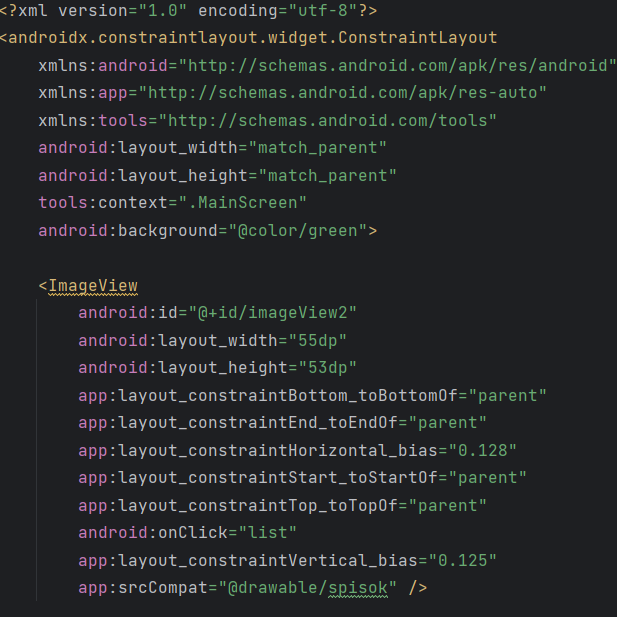 <?xml version="1.0" encoding="utf-8"?>
<androidx.constraintlayout.widget.ConstraintLayout
xmlns:android="http://schemas.android.com/apk/res/android"
xmlns:app="http://schemas.android.com/apk/res-auto"
xmlns:tools="http://schemas.android.com/tools"
android:layout_width="match_parent"
android:layout_height="match_parent"
tools:context=".MainScreen"
android:background="@color/green">
<ImageView
android:id="@+id/imageView2"
android:layout_width="55dp"
android:layout_height="53dp"
app:layout_constraintBottom_toBottomOf="parent"
app:layout_constraintEnd_toEndOf="parent"
app:layout_constraintHorizontal_bias="0.128"
app:layout_constraintStart_toStartOf="parent"
app:layout_constraintTop_toTopOf="parent"
android:onClick="list"
app:layout_constraintVertical_bias="0.125"
app:srcCompat="@drawable/spisok" />